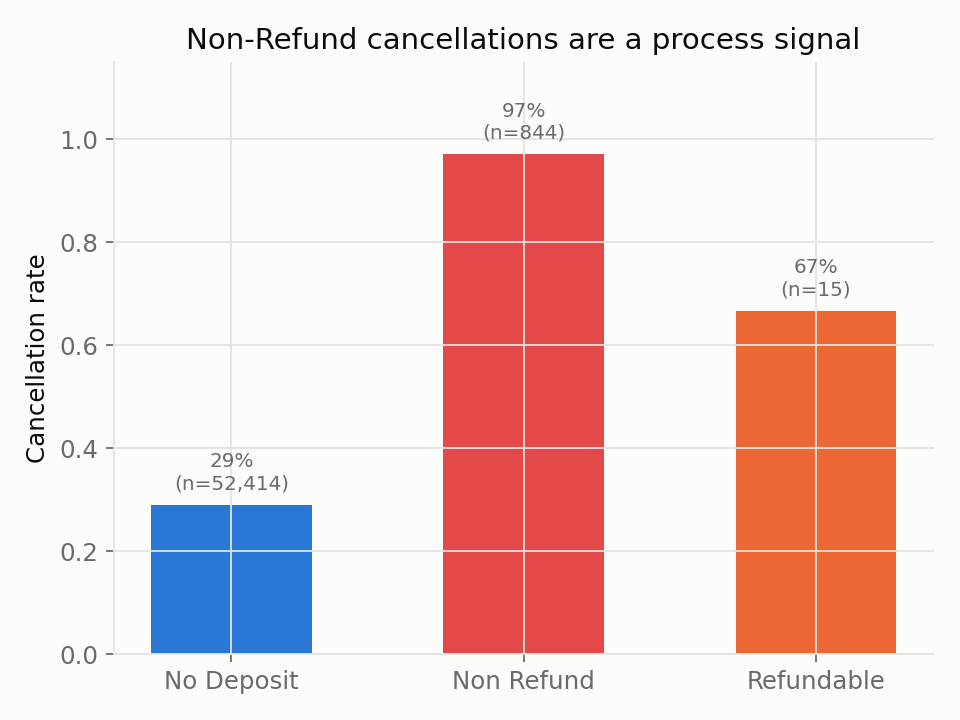 Non-Refund cancellations are a process signal
Cancellation rate
1.0
0.8
0.6
0.4
0.2
0.0
29%
(n=52,414)
97%
(n=844)
67%
(n=15)
No Deposit
Non Refund
Refundable